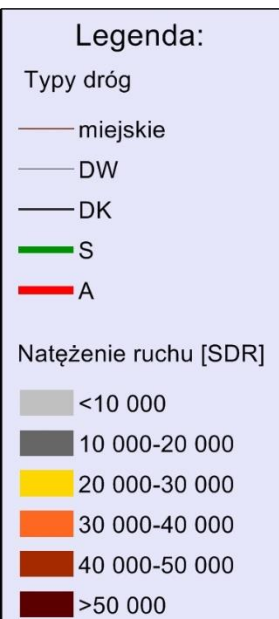 Legenda:
Typy dróg
miejskie
DW
DK
S
A
Natężenie ruchu [SDR]
<10 000
10 000-20 000
20 000-30 000
30 000-40 000
40 000-50 000
>50 000